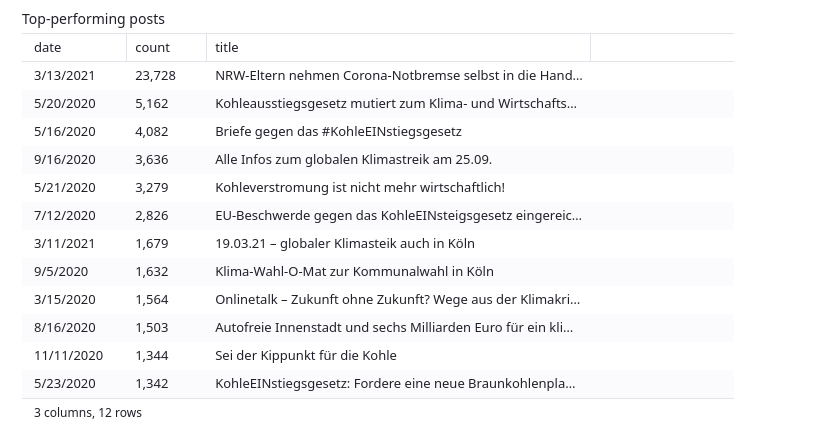 Top-performing posts
date count title
3/13/2021 23,728 NRW-Eltern nehmen Corona-Notbremse selbst in die Hand...
5/20/2020 5,162 Kohleausstiegsgesetz mutiert zum Klima- und Wirtschafts...
5/16/2020 4,082 Briefe gegen das #KohleEINstiegsgesetz
9/16/2020 3,636 Alle Infos zum globalen Klimastreik am 25.09.
5/21/2020 3,279 Kohleverstromung ist nicht mehr wirtschaftlich!
7/12/2020 2,826 EU-Beschwerde gegen das KohleEINsteigsgesetz eingereic...
3/11/2021 1,679 19.03.21 – globaler Klimasteik auch in Köln
9/5/2020 1,632 Klima-Wahl-O-Mat zur Kommunalwahl in Köln
3/15/2020 1,564 Onlinetalk – Zukunft ohne Zukunft? Wege aus der Klimakri...
8/16/2020 1,503 Autofreie Innenstadt und sechs Milliarden Euro für ein kli...
11/11/2020 1,344 Sei der Kippunkt für die Kohle
5/23/2020 1,342 KohleEINstiegsgesetz: Fordere eine neue Braunkohlenpla...
3 columns, 12 rows